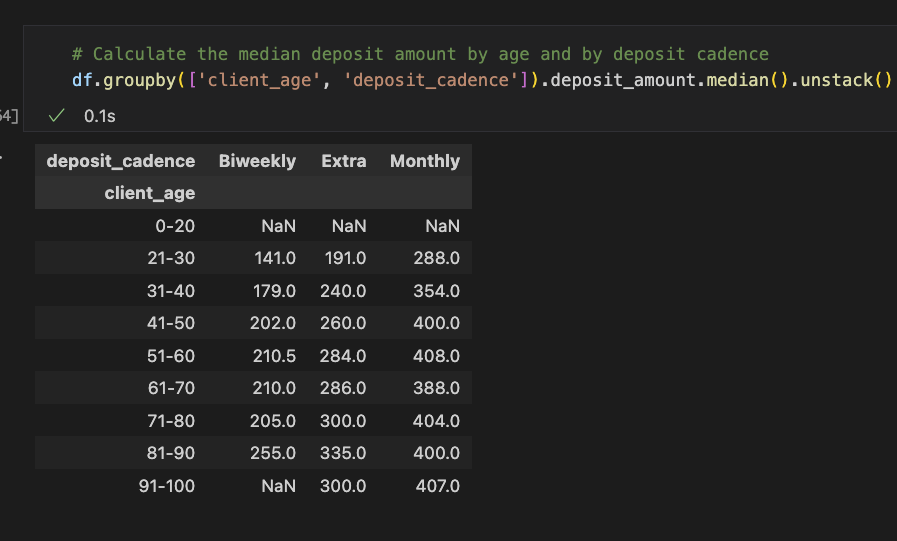 # Calculate the median deposit amount by age and by deposit cadence
df.groupby(['client_age', 'deposit_cadence']).deposit_amount.median().unstack()
54] ✓ 0.1s
deposit_cadence Biweekly Extra Monthly
client_age
0-20 NaN NaN NaN
21-30 141.0 191.0 288.0
31-40 179.0 240.0 354.0
41-50 202.0 260.0 400.0
51-60 210.5 284.0 408.0
61-70 210.0 286.0 388.0
71-80 205.0 300.0 404.0
81-90 255.0 335.0 400.0
91-100 NaN 300.0 407.0